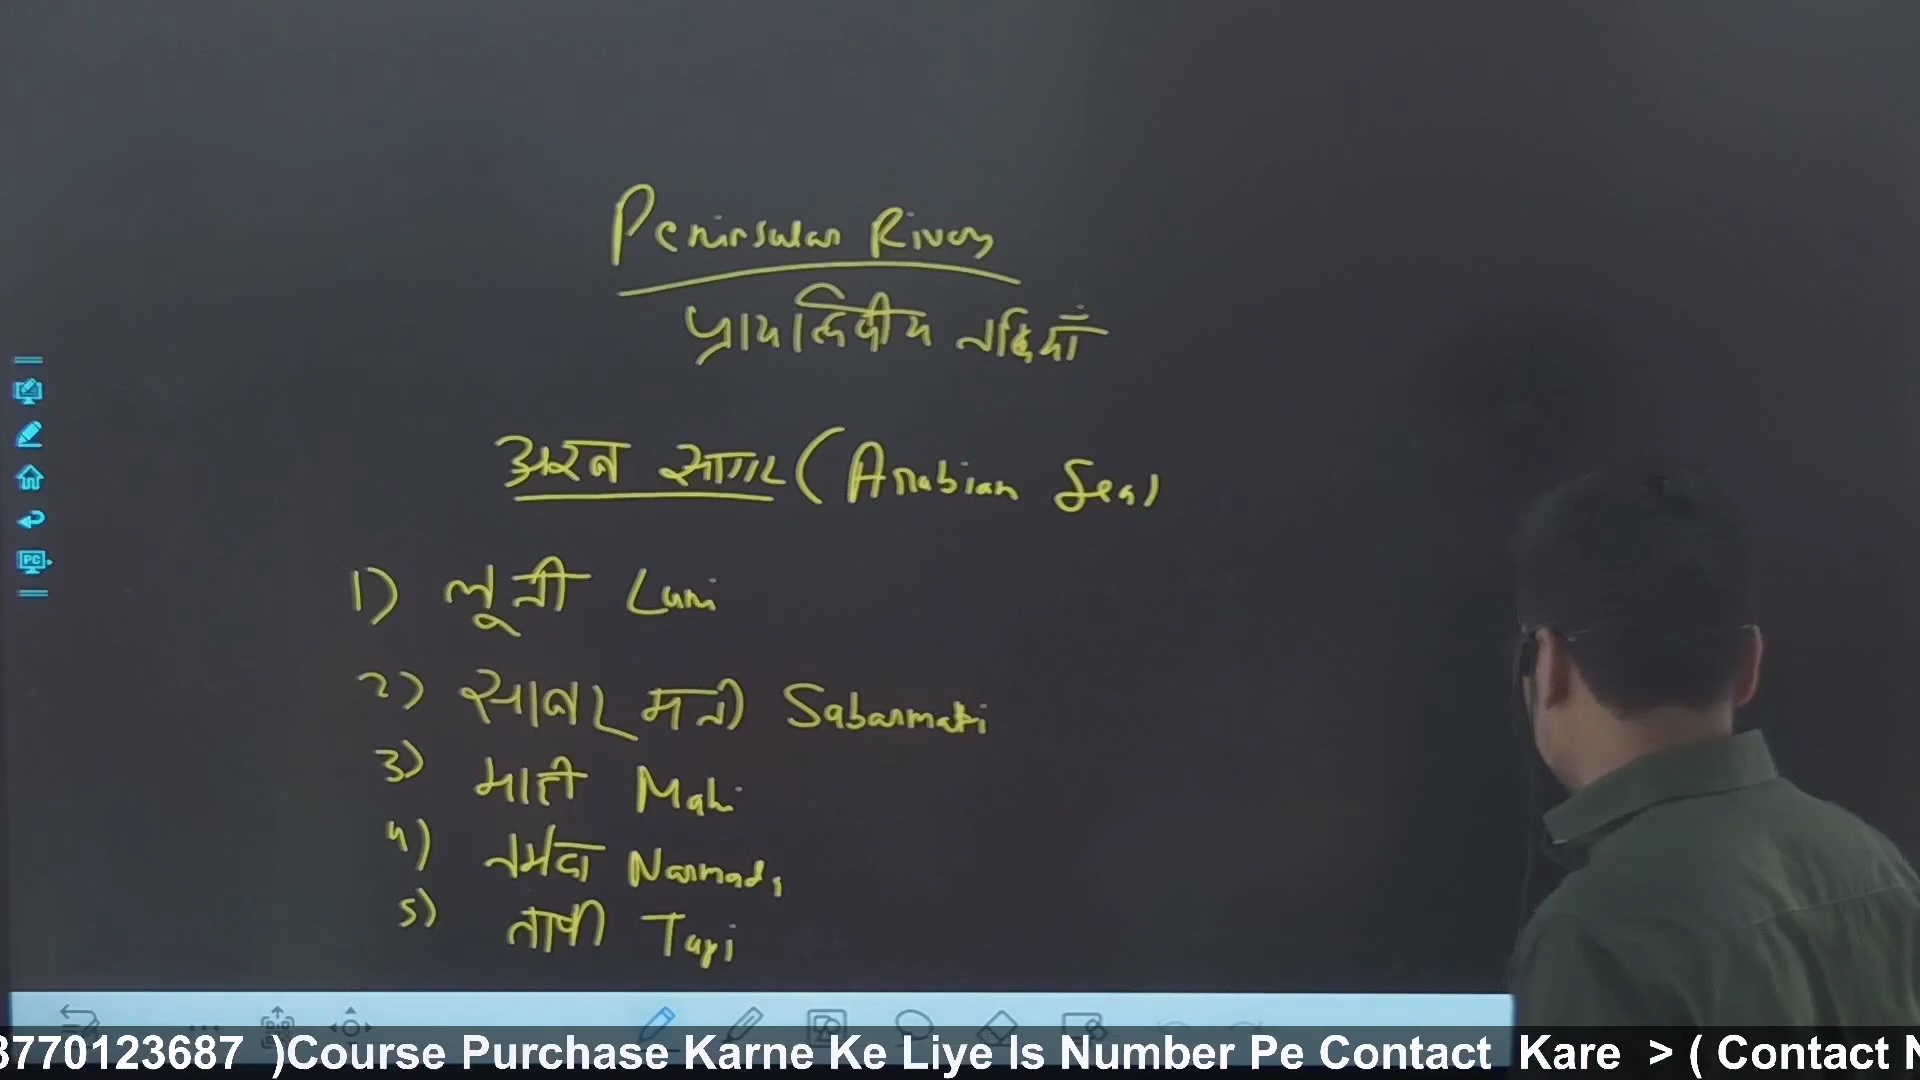 Peninsular Rivers
प्रायद्विपीय नदियाँ
अरब सागर (Arabian Sea)
1) लूनी Luni
2) साबरमती Sabarmati
3) माही Mahi
4) नर्मदा Narmada
5) तापी Tapi
PC
3770123687 )Course Purchase Karne Ke Liye Is Number Pe Contact Kare > ( Contact N